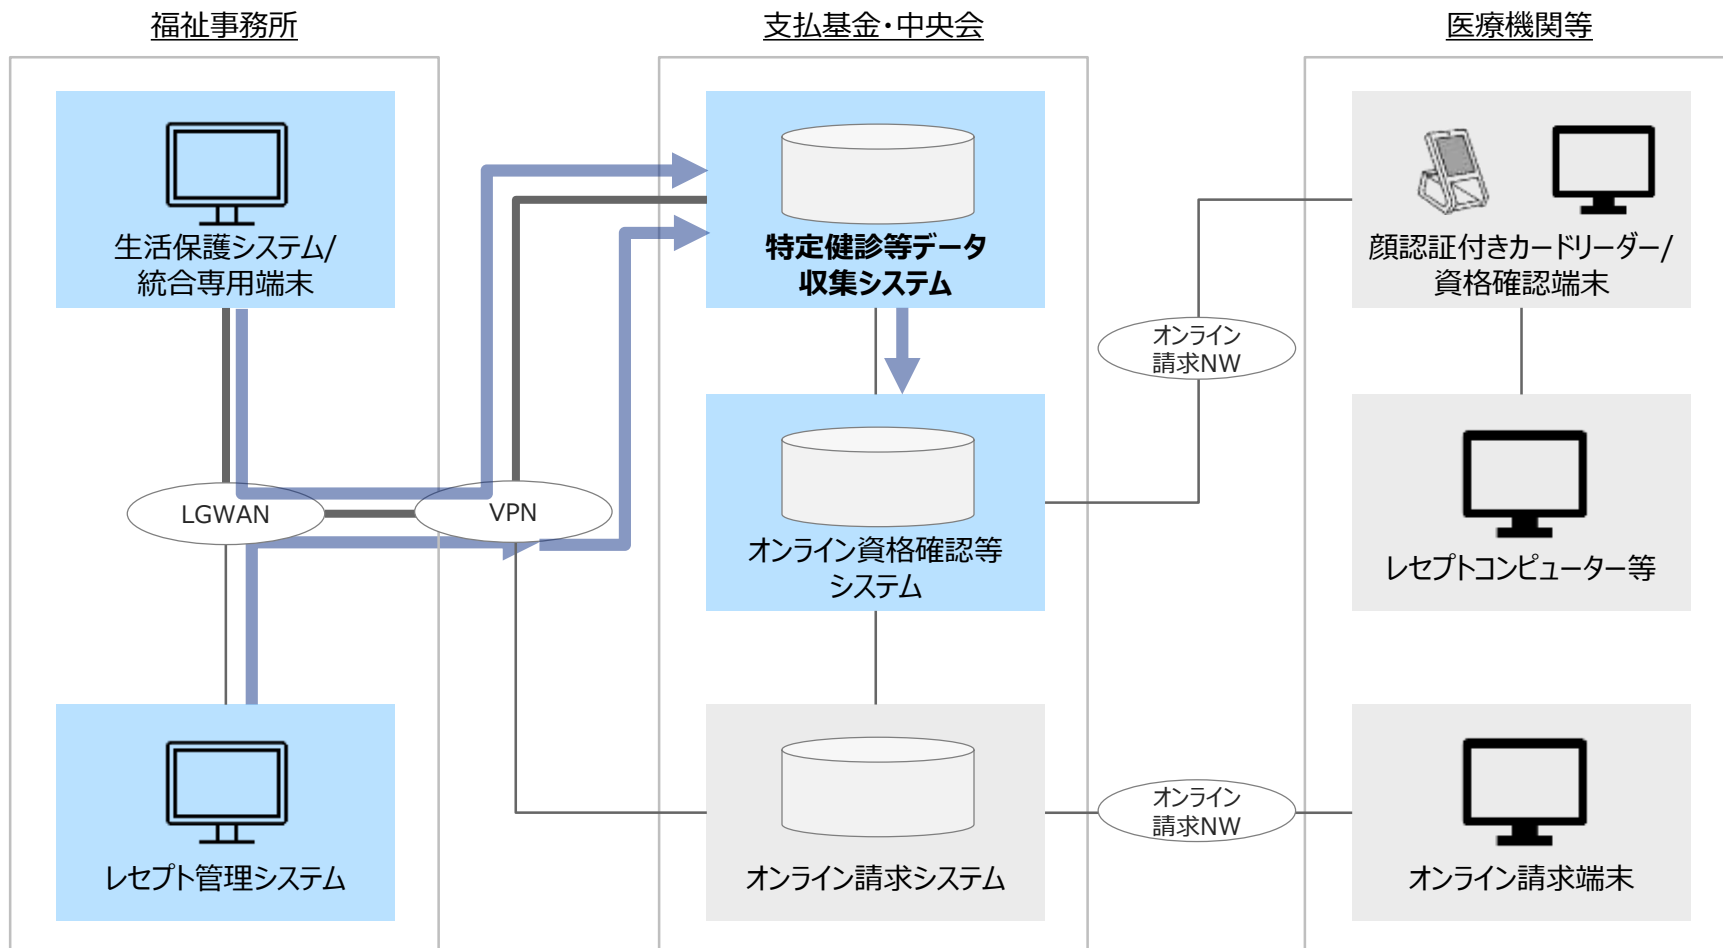 福祉事務所
支払基金・中央会
医療機関等
生活保護システム/
統合専用端末
特定健診等データ
収集システム
顔認証付きカードリーダー/
資格確認端末
オンライン
請求NW
LGWAN
VPN
オンライン資格確認等
システム
レセプトコンピューター等
オンライン
請求NW
レセプト管理システム
オンライン請求システム
オンライン請求端末